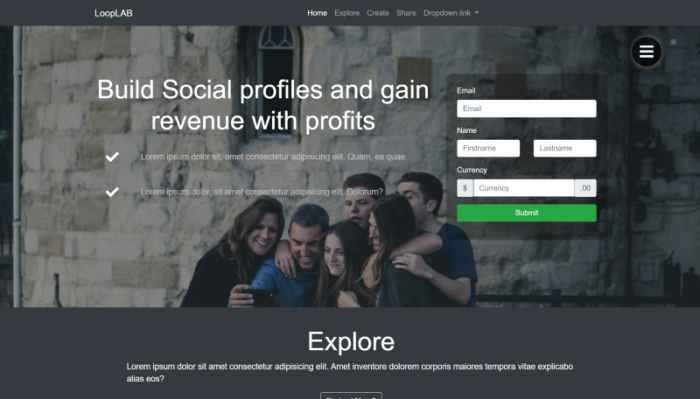 LoopLAB
Home Explore Create Share Dropdown link
Build Social profiles and gain
revenue with profits
Lorem ipsum dolor sit, amet consectetur adipisicing elit. Quam, ea quae.
Lorem ipsum dolor, sit amet consectetur adipisicing elit. Dolorum?
Email
Email
Name
Firstname Lastname
Currency
$ Currency .00
Submit
Explore
Lorem ipsum dolor sit amet consectetur adipisicing elit. Amet inventore dolorem corporis maiores tempora vitae explicabo
alias eos?